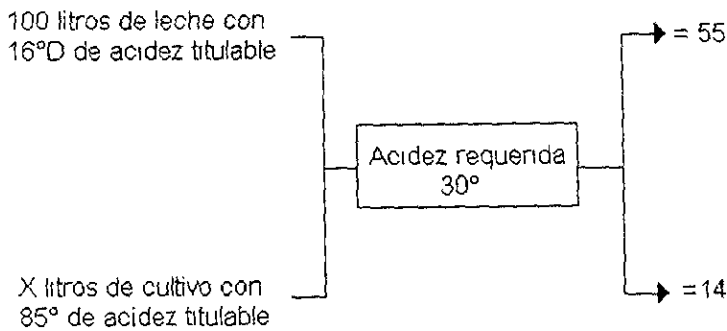 100 litros de leche con
16°D de acidez titulable
= 55
Acidez requerida
30°
X litros de cultivo con
85° de acidez titulable
=14